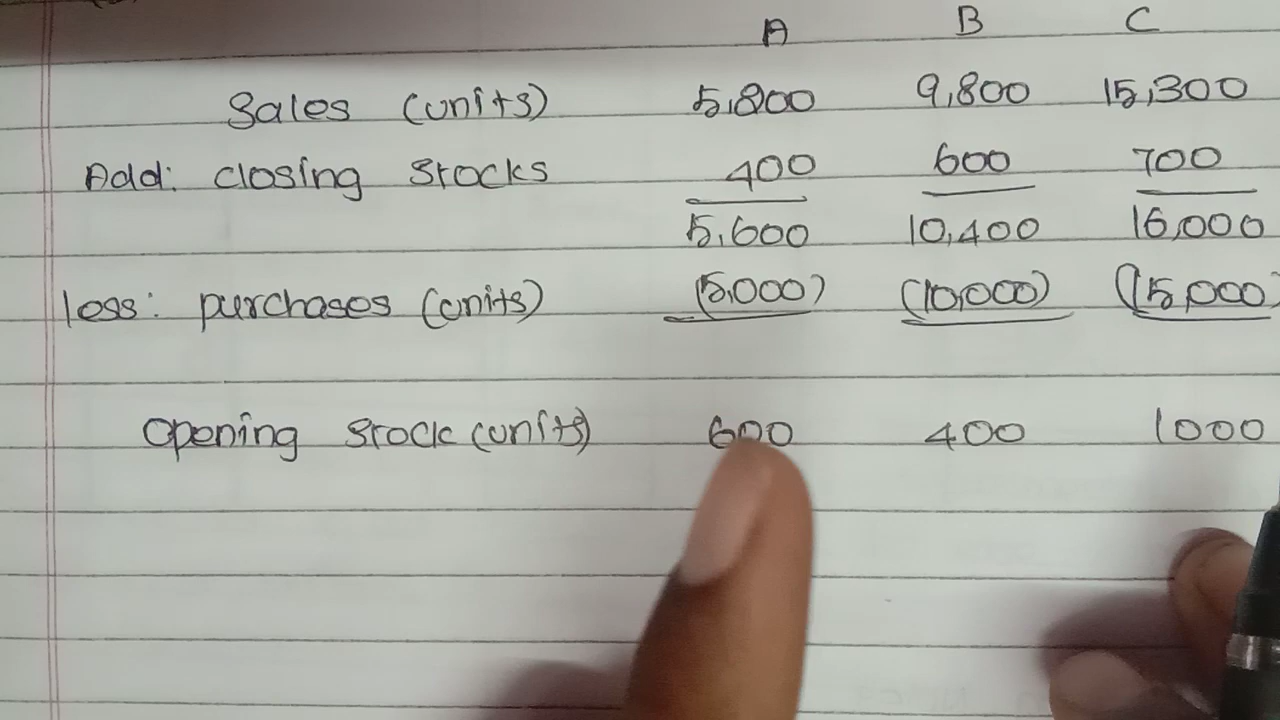 A B C
Sales (units) 5,200 9,800 15,300
Add: closing stocks 400 600 700
5,600 10,400 16,000
less: purchases (units) (5,000) (10,000) (15,000)
Opening stock (units) 600 400 1000